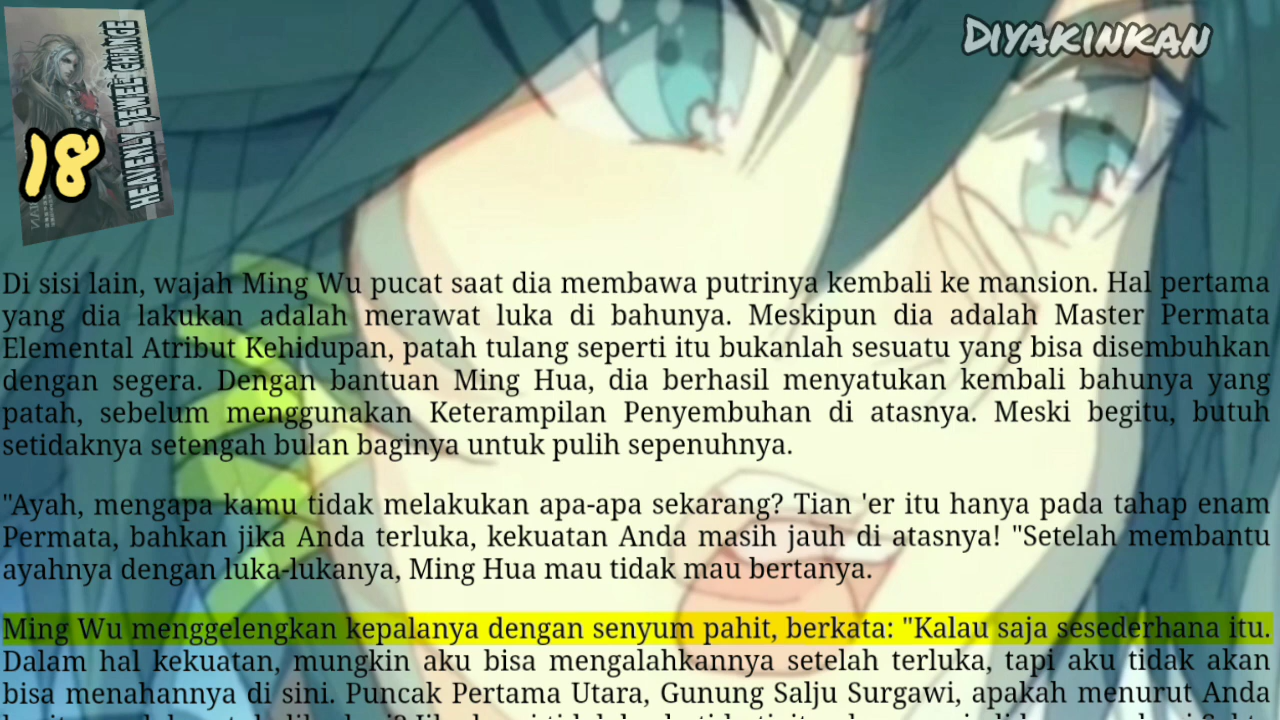 DIYAKINKAN
HEAVENLY JEWEL CHANGE
18
Di sisi lain, wajah Ming Wu pucat saat dia membawa putrinya kembali ke mansion. Hal pertama
yang dia lakukan adalah merawat luka di bahunya. Meskipun dia adalah Master Permata
Elemental Atribut Kehidupan, patah tulang seperti itu bukanlah sesuatu yang bisa disembuhkan
dengan segera. Dengan bantuan Ming Hua, dia berhasil menyatukan kembali bahunya yang
patah, sebelum menggunakan Keterampilan Penyembuhan di atasnya. Meski begitu, butuh
setidaknya setengah bulan baginya untuk pulih sepenuhnya.
"Ayah, mengapa kamu tidak melakukan apa-apa sekarang? Tian 'er itu hanya pada tahap enam
Permata, bahkan jika Anda terluka, kekuatan Anda masih jauh di atasnya! "Setelah membantu
ayahnya dengan luka-lukanya, Ming Hua mau tidak mau bertanya.
Ming Wu menggelengkan kepalanya dengan senyum pahit, berkata: "Kalau saja sesederhana itu.
Dalam hal kekuatan, mungkin aku bisa mengalahkannya setelah terluka, tapi aku tidak akan
bisa menahannya di sini. Puncak Pertama Utara, Gunung Salju Surgawi, apakah menurut Anda